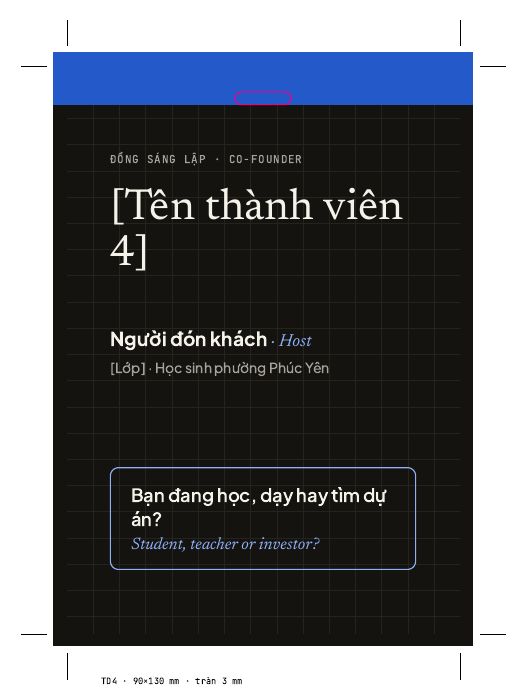 ĐỒNG SÁNG LẬP · CO-FOUNDER
[Tên thành viên
4]
Người đón khách · Host
[Lớp] · Học sinh phường Phúc Yên
Bạn đang học, dạy hay tìm dự
án?
Student, teacher or investor?
TD4 · 90×130 mm · tràn 3 mm